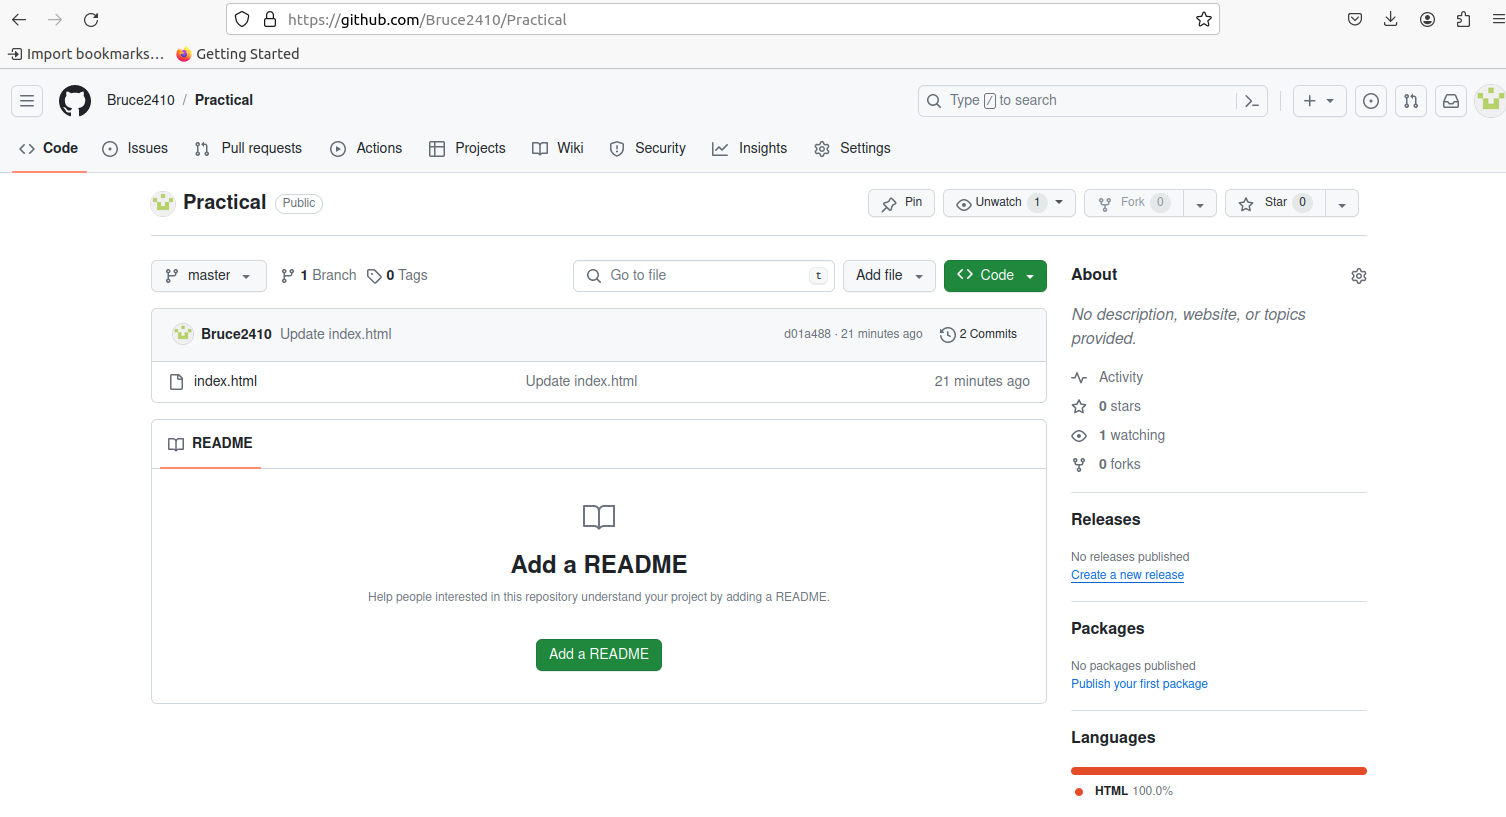 https://github.com/Bruce2410/Practical
Import bookmarks… Getting Started
Bruce2410 / Practical Type / to search
Code Issues Pull requests Actions Projects Wiki Security Insights Settings
Practical Public Pin Unwatch 1 Fork 0 Star 0
master 1 Branch 0 Tags Go to file t Add file Code
Bruce2410 Update index.html d01a488 · 21 minutes ago 2 Commits
index.html Update index.html 21 minutes ago
README
Add a README
Help people interested in this repository understand your project by adding a README.
Add a README
About
No description, website, or topics
provided.
Activity
0 stars
1 watching
0 forks
Releases
No releases published
Create a new release
Packages
No packages published
Publish your first package
Languages
HTML 100.0%